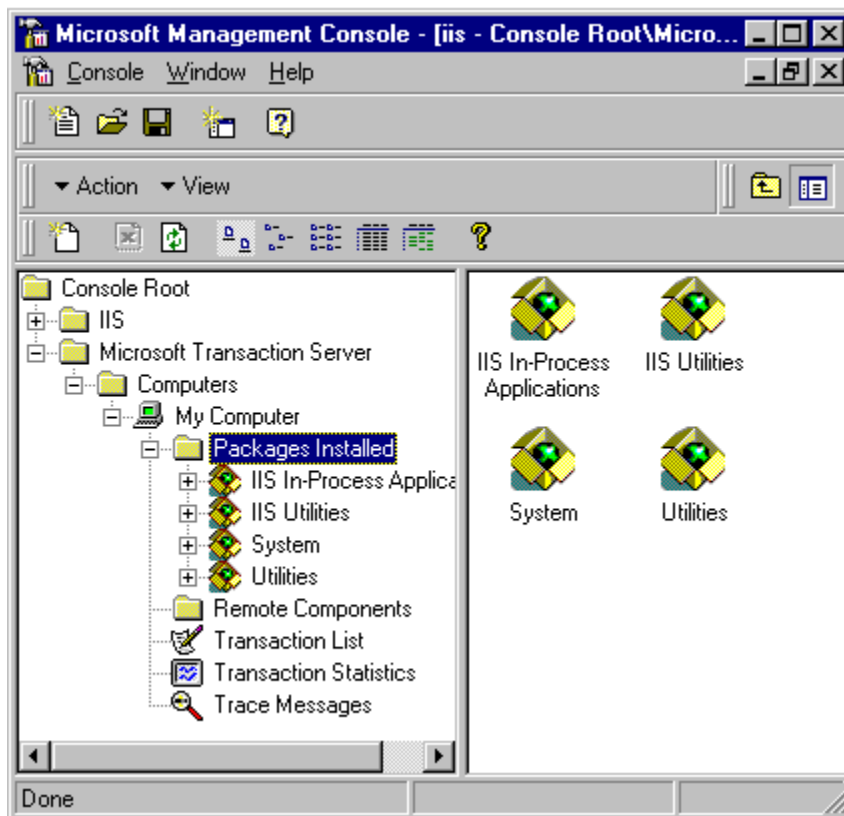 Microsoft Management Console - [iis - Console Root\Micro...
Console Window Help
Action View
Console Root
IIS
Microsoft Transaction Server
Computers
My Computer
Packages Installed
IIS In-Process Applica
IIS Utilities
System
Utilities
Remote Components
Transaction List
Transaction Statistics
Trace Messages
IIS In-Process
Applications
IIS Utilities
System
Utilities
Done